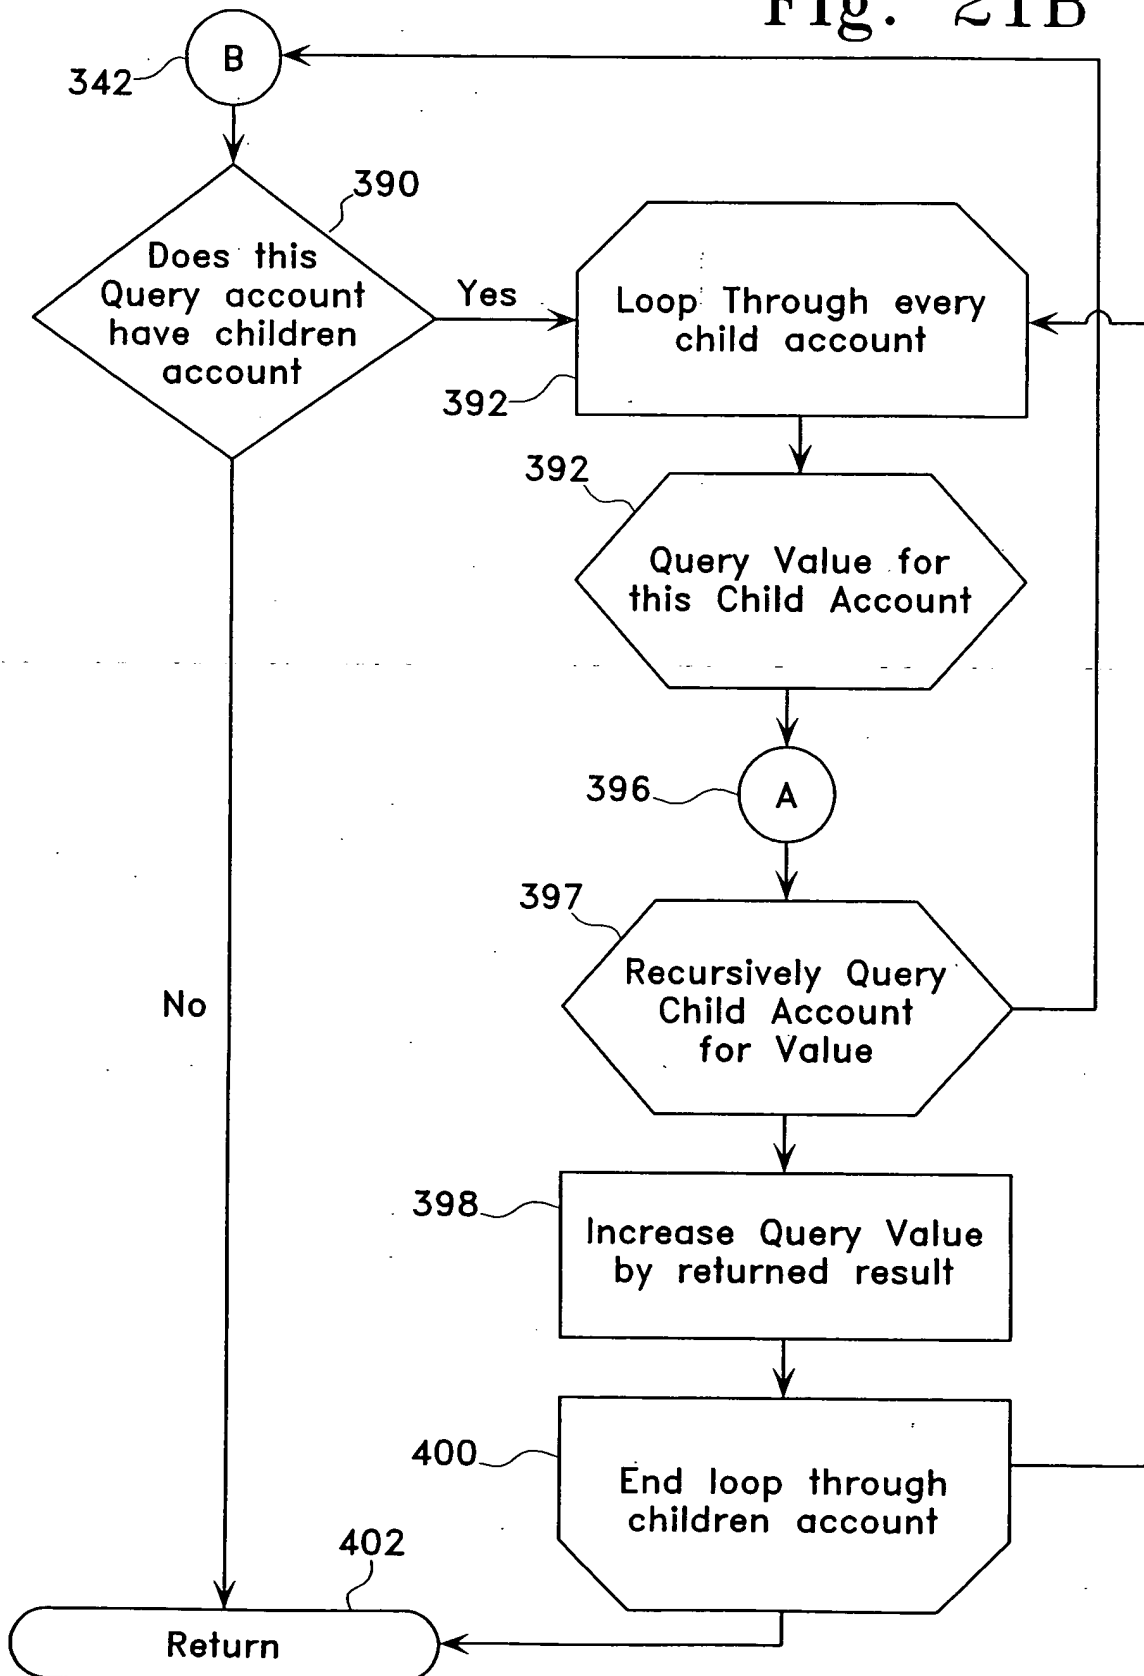 Fig. 21B
B
342
390
Does this
Query account
have children
account
Yes
Loop Through every
child account
392
392
Query Value for
this Child Account
396
A
397
Recursively Query
Child Account
for Value
No
398
Increase Query Value
by returned result
400
End loop through
children account
402
Return